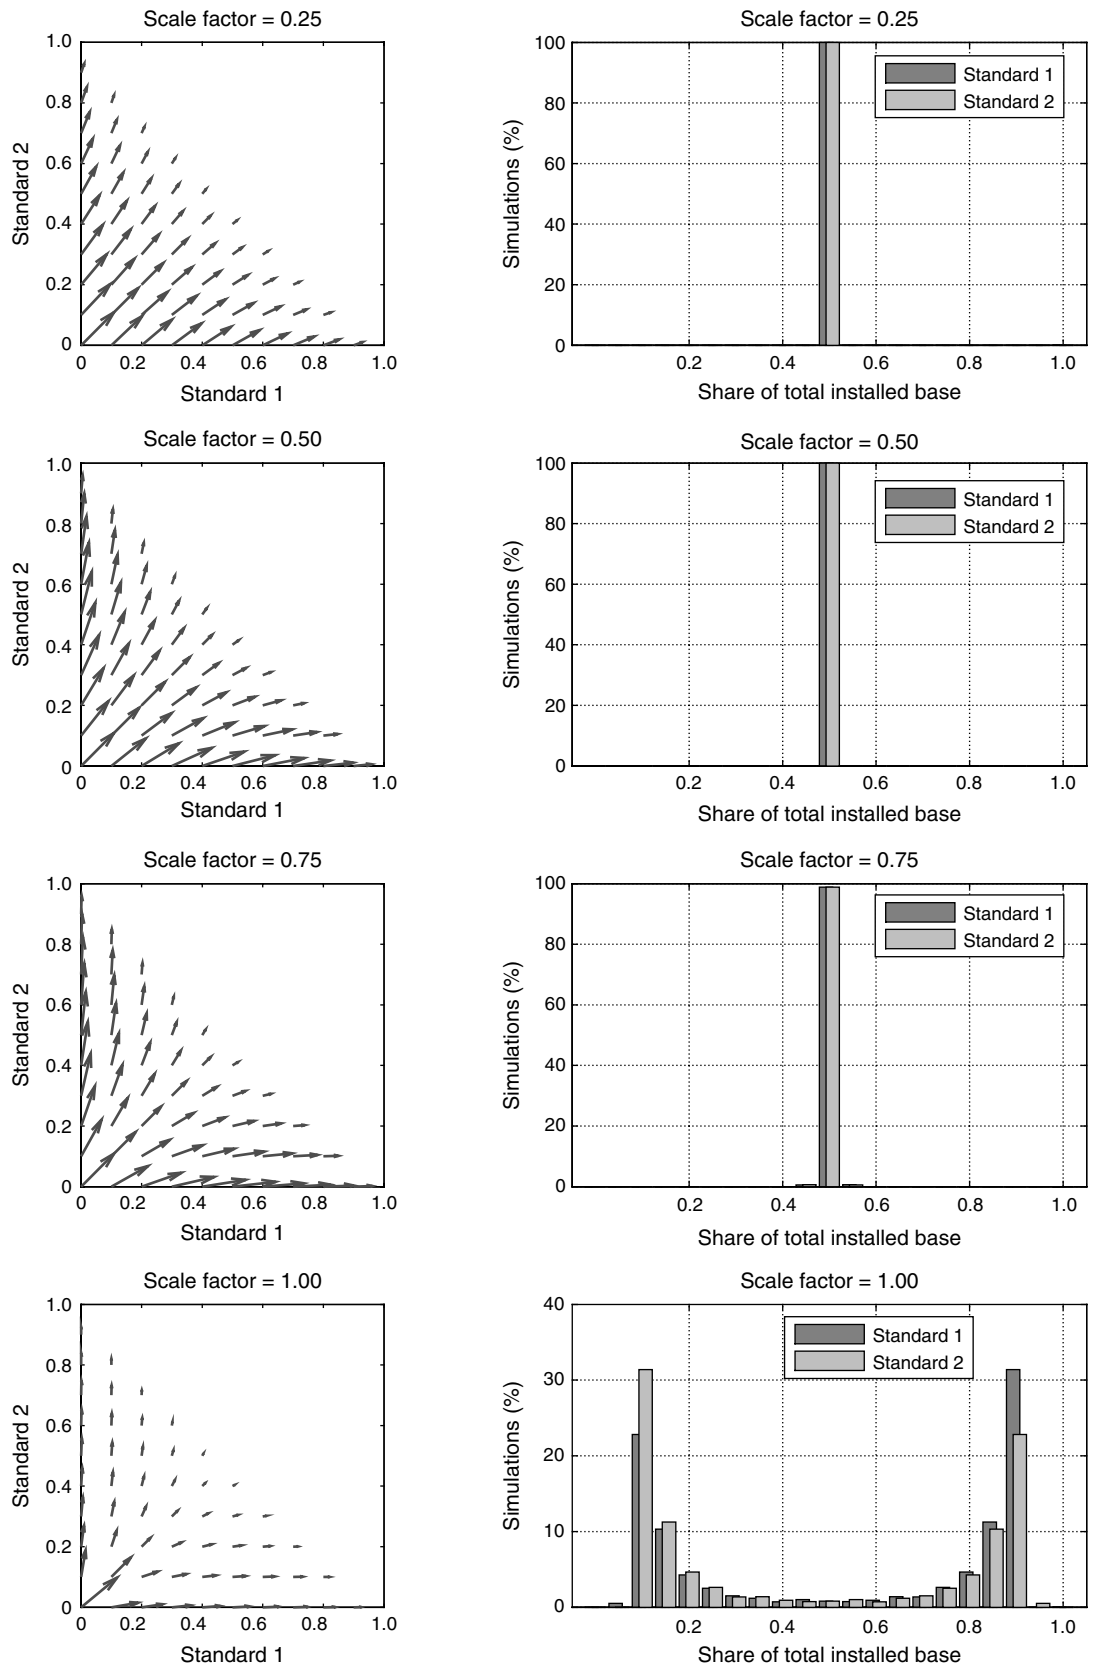 Scale factor = 0.25
1.0
0.8
0.6
0.4
0.2
0
Standard 2
0 0.2 0.4 0.6 0.8 1.0
Standard 1
Scale factor = 0.25
100
80
60
40
20
0
Simulations (%)
Standard 1
Standard 2
0.2 0.4 0.6 0.8 1.0
Share of total installed base
Scale factor = 0.50
1.0
0.8
0.6
0.4
0.2
0
Standard 2
0 0.2 0.4 0.6 0.8 1.0
Standard 1
Scale factor = 0.50
100
80
60
40
20
0
Simulations (%)
Standard 1
Standard 2
0.2 0.4 0.6 0.8 1.0
Share of total installed base
Scale factor = 0.75
1.0
0.8
0.6
0.4
0.2
0
Standard 2
0 0.2 0.4 0.6 0.8 1.0
Standard 1
Scale factor = 0.75
100
80
60
40
20
0
Simulations (%)
Standard 1
Standard 2
0.2 0.4 0.6 0.8 1.0
Share of total installed base
Scale factor = 1.00
1.0
0.8
0.6
0.4
0.2
0
Standard 2
0 0.2 0.4 0.6 0.8 1.0
Standard 1
Scale factor = 1.00
40
30
20
10
0
Simulations (%)
Standard 1
Standard 2
0.2 0.4 0.6 0.8 1.0
Share of total installed base